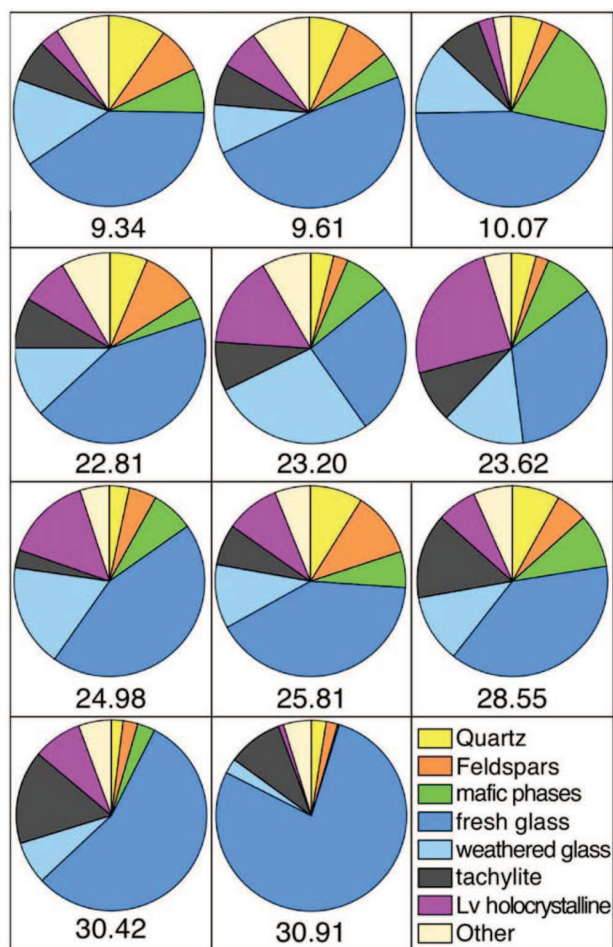 9.34
9.61
10.07
22.81
23.20
23.62
24.98
25.81
28.55
30.42
30.91
Quartz
Feldspars
mafic phases
fresh glass
weathered glass
tachylite
Lv holocrystalline
Other